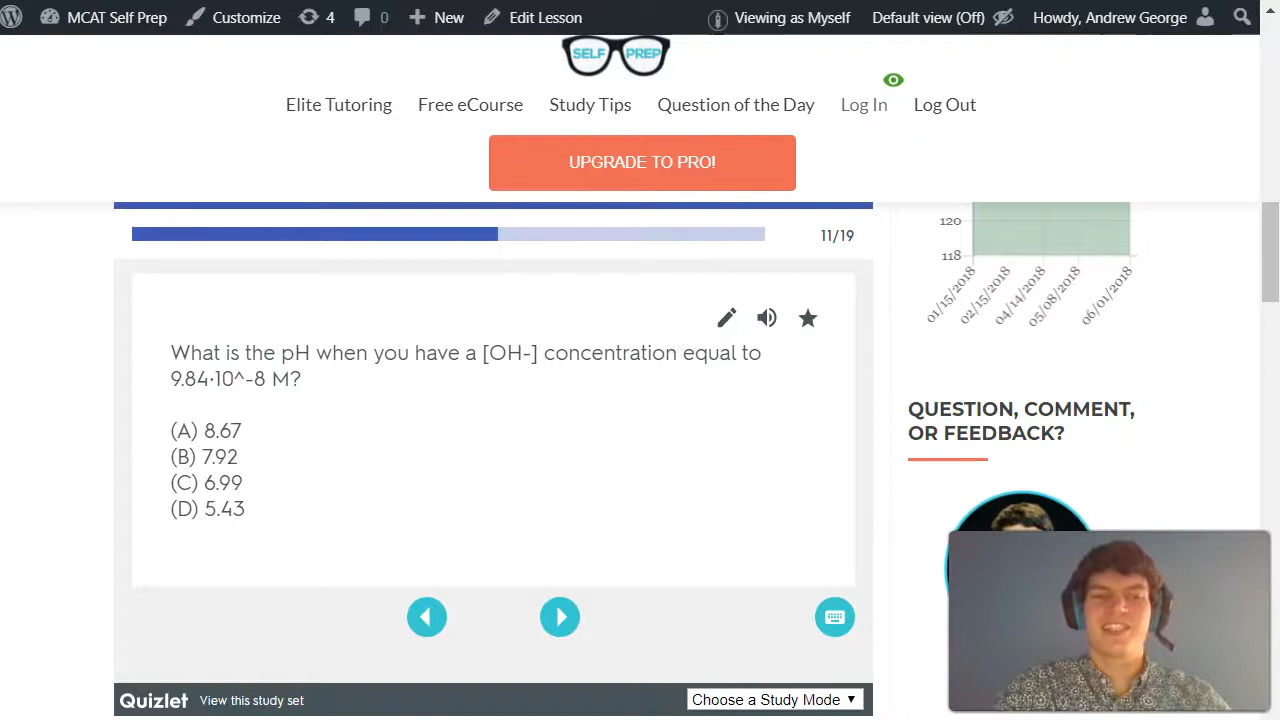 MCAT Self Prep
Customize
4
0
New
Edit Lesson
Viewing as Myself
Default view (Off)
Howdy, Andrew George
SELF PREP
Elite Tutoring
Free eCourse
Study Tips
Question of the Day
Log In
Log Out
UPGRADE TO PRO!
11/19
120
118
01/15/2018
02/15/2018
04/14/2018
05/08/2018
06/01/2018
What is the pH when you have a [OH-] concentration equal to
9.84·10^-8 M?
(A) 8.67
(B) 7.92
(C) 6.99
(D) 5.43
QUESTION, COMMENT,
OR FEEDBACK?
Quizlet
View this study set
Choose a Study Mode